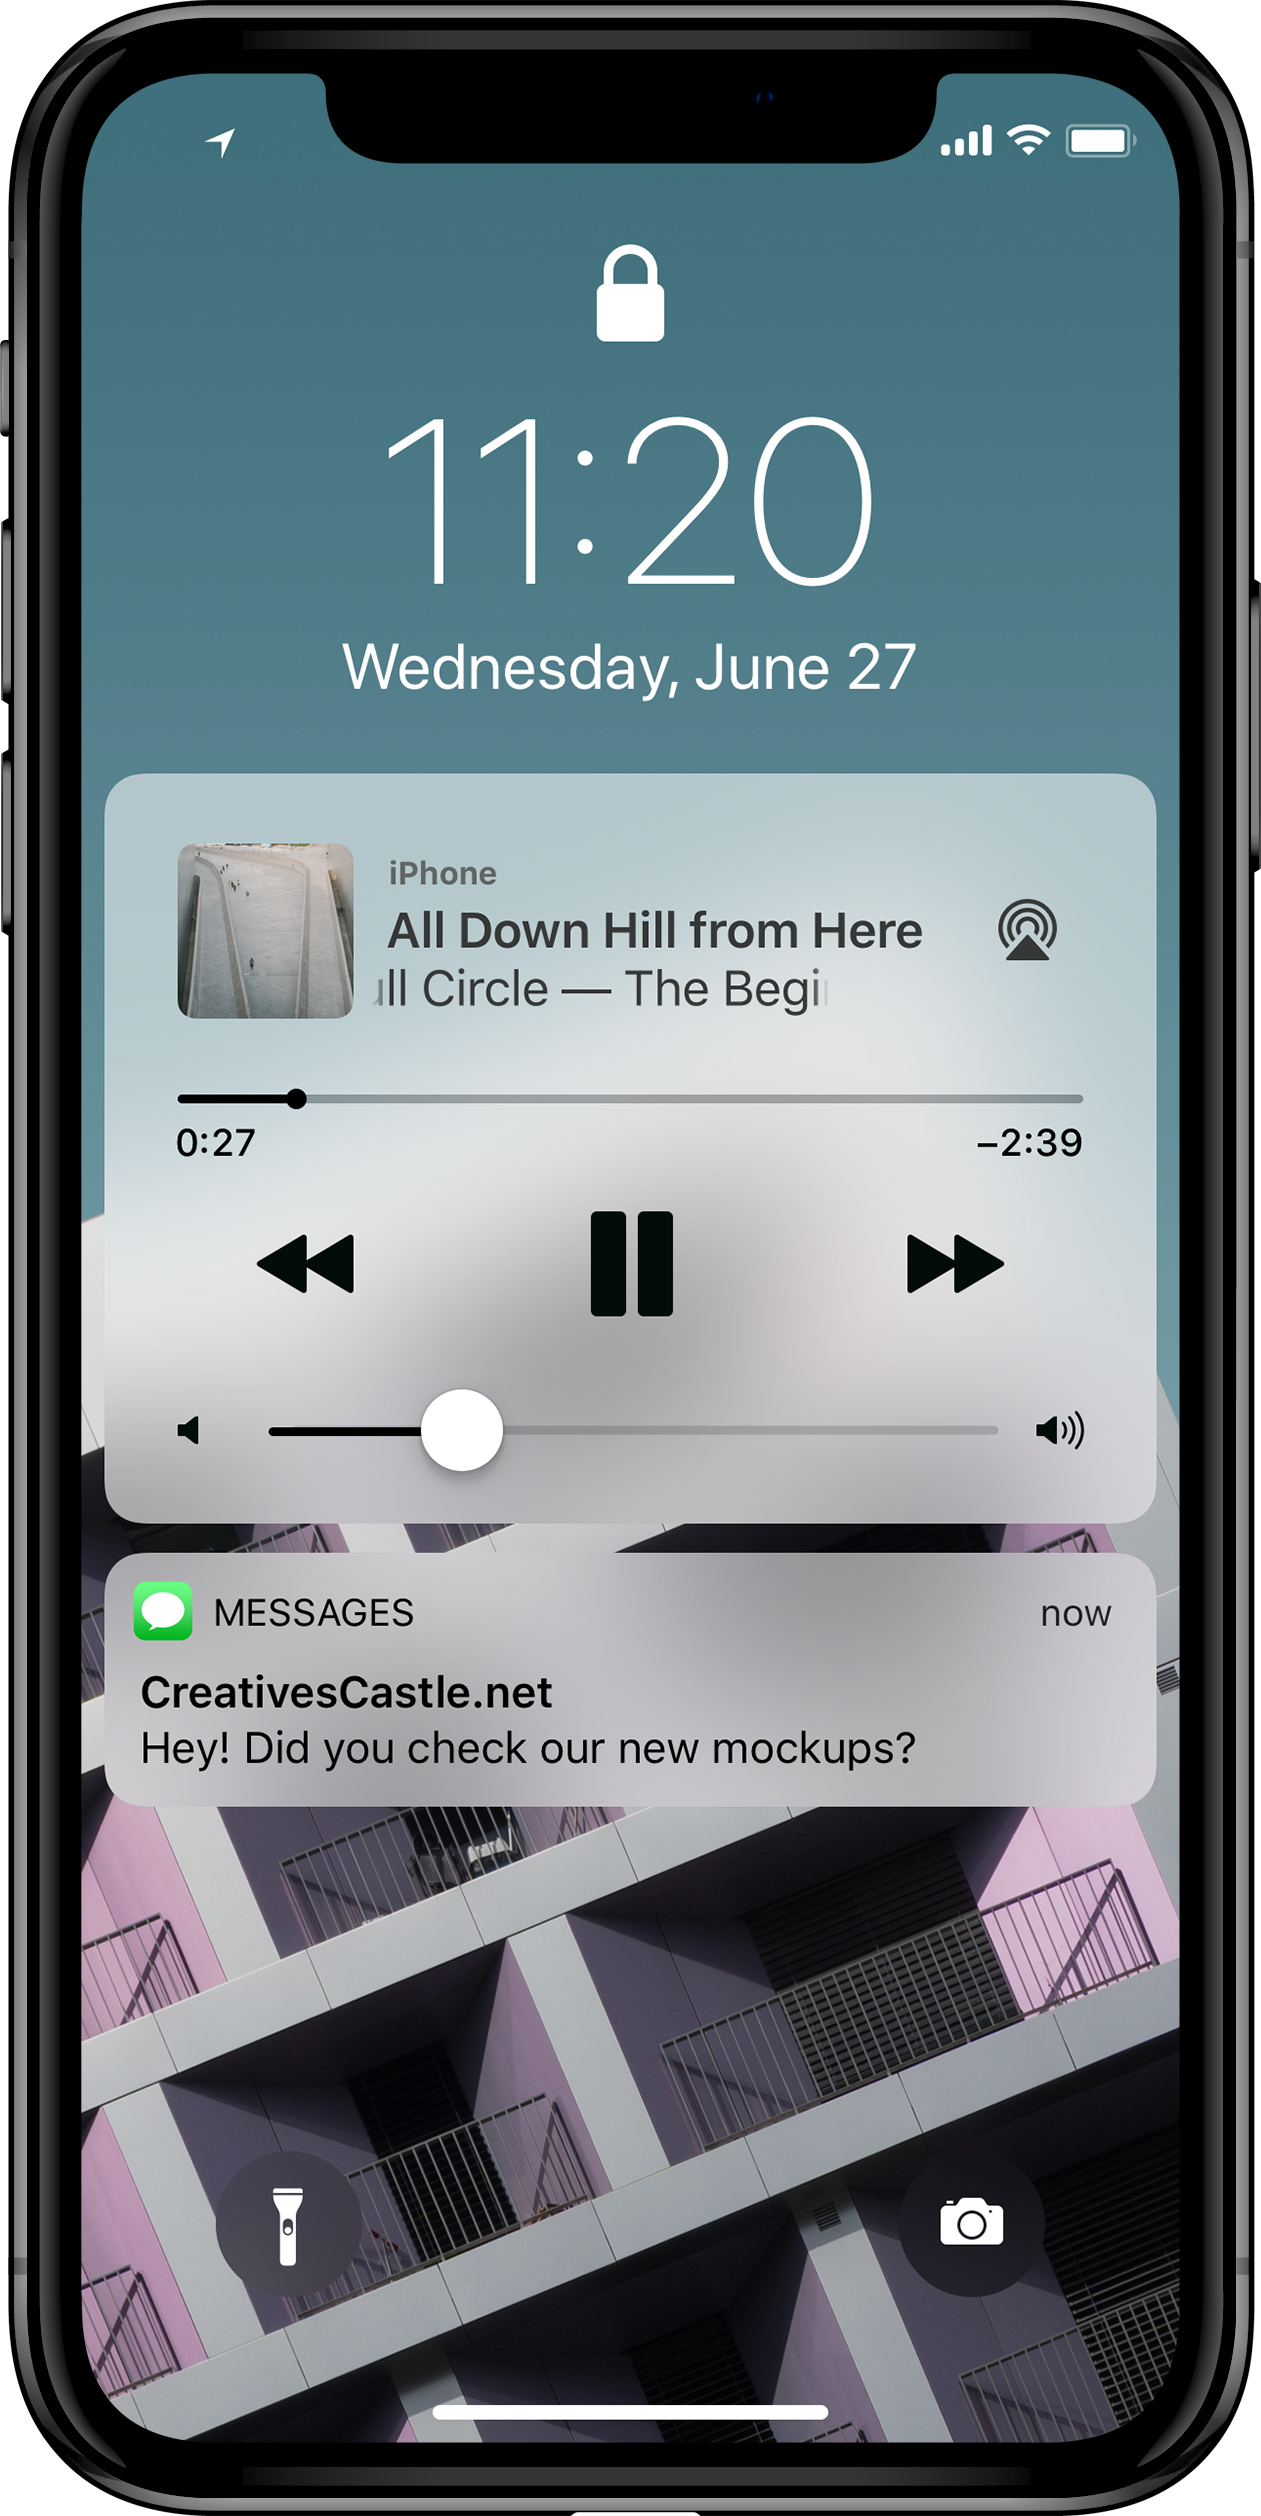 11:20
Wednesday, June 27
iPhone
All Down Hill from Here
ll Circle — The Begi
0:27
–2:39
MESSAGES
now
CreativesCastle.net
Hey! Did you check our new mockups?